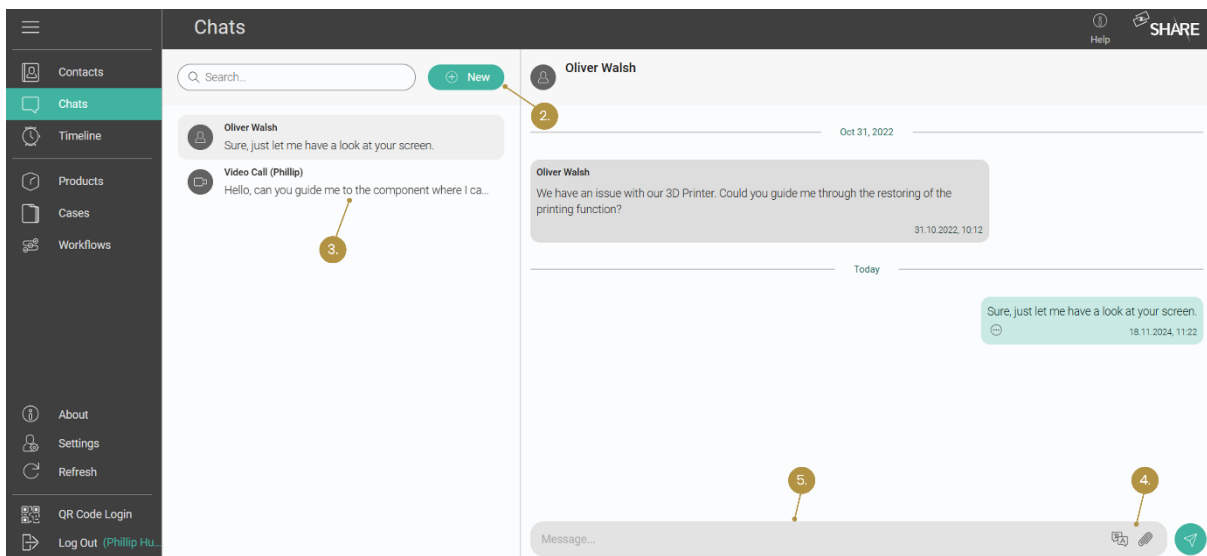 Chats
Help
SHARE
Contacts
Chats
Timeline
Products
Cases
Workflows
About
Settings
Refresh
QR Code Login
Log Out (Phillip Hu...
Search...
New
2.
Oliver Walsh
Sure, just let me have a look at your screen.
Video Call (Phillip)
Hello, can you guide me to the component where I ca...
3.
Oliver Walsh
Oct 31, 2022
Oliver Walsh
We have an issue with our 3D Printer. Could you guide me through the restoring of the
printing function?
31.10.2022, 10:12
Today
Sure, just let me have a look at your screen.
18.11.2024, 11:22
5.
4.
Message...